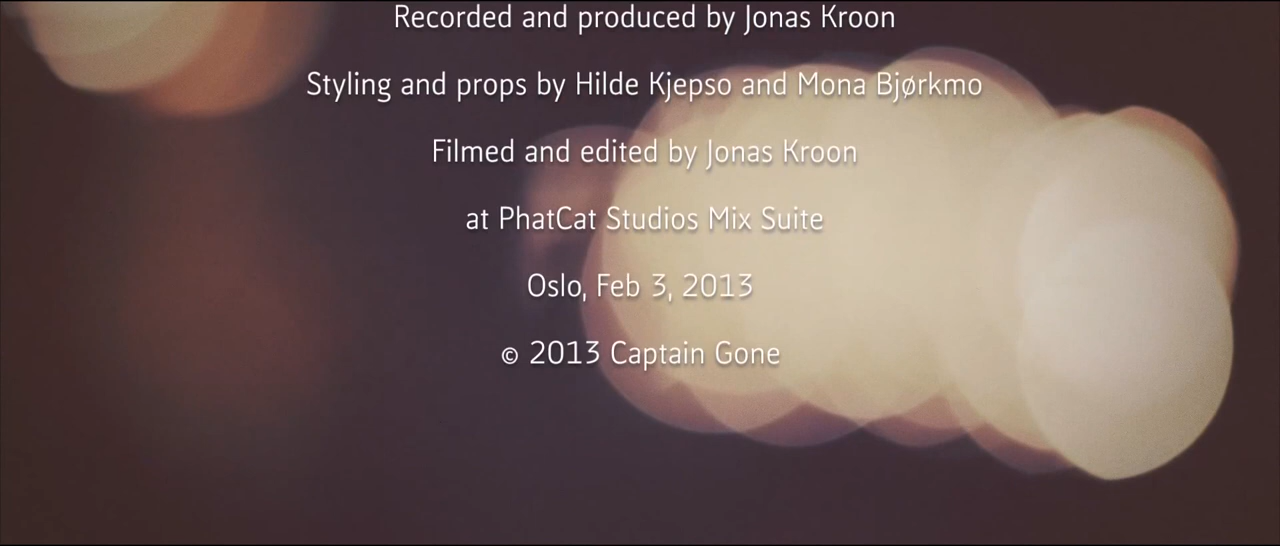 Recorded and produced by Jonas Kroon
Styling and props by Hilde Kjepso and Mona Bjørkmo
Filmed and edited by Jonas Kroon
at PhatCat Studios Mix Suite
Oslo, Feb 3, 2013
© 2013 Captain Gone